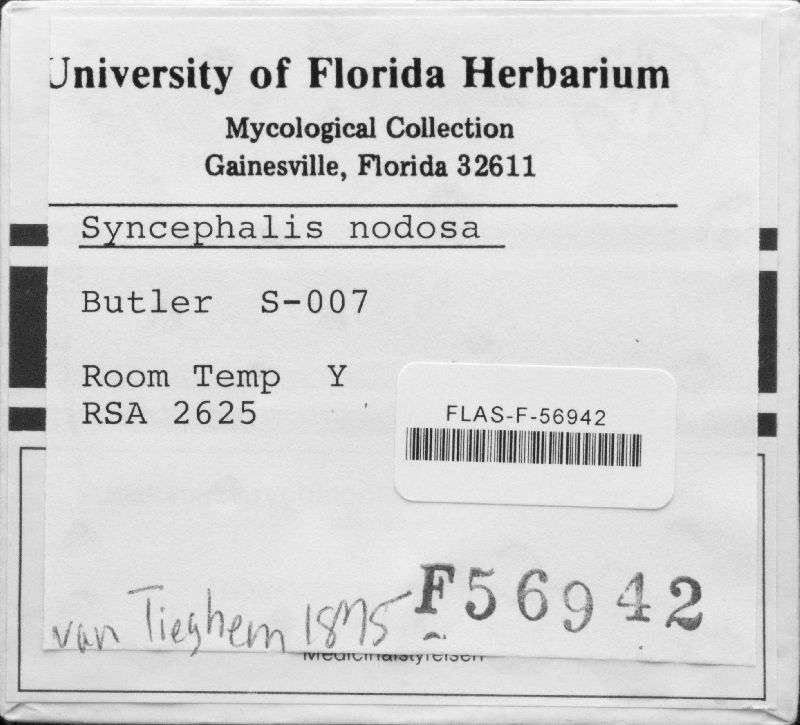 University of Florida Herbarium
Mycological Collection
Gainesville, Florida 32611
Syncephalis nodosa
Butler S-007
Room Temp Y
RSA 2625
FLAS-F-56942
F56942
van Tieghem 1875
Medicinalstyrelsen